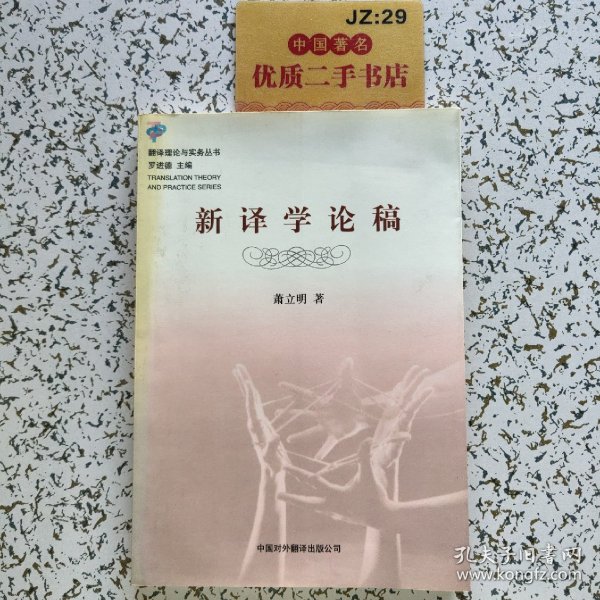 JZ:29
中国著名
优质二手书店
翻译理论与实务丛书
罗进德 主编
TRANSLATION THEORY
AND PRACTICE SERIES
新译学论稿
萧立明 著
中国对外翻译出版公司
孔夫子旧书网
www.kongfz.com